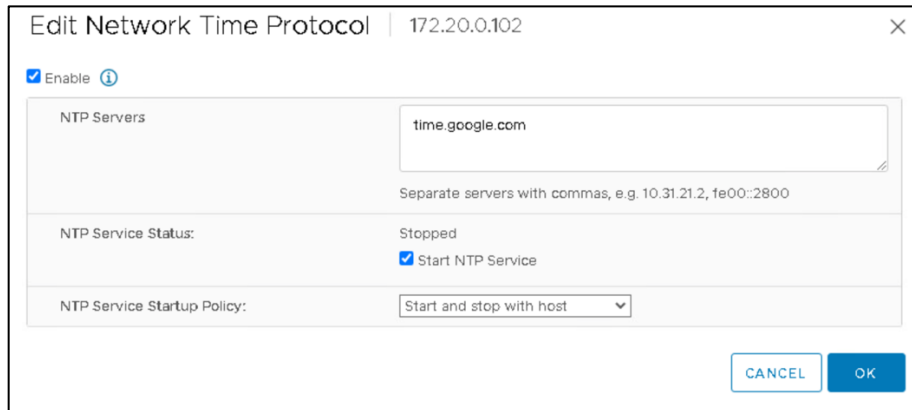 Edit Network Time Protocol 172.20.0.102
Enable
NTP Servers
time.google.com
Separate servers with commas, e.g. 10.31.21.2, fe00::2800
NTP Service Status:
Stopped
Start NTP Service
NTP Service Startup Policy:
Start and stop with host
CANCEL
OK